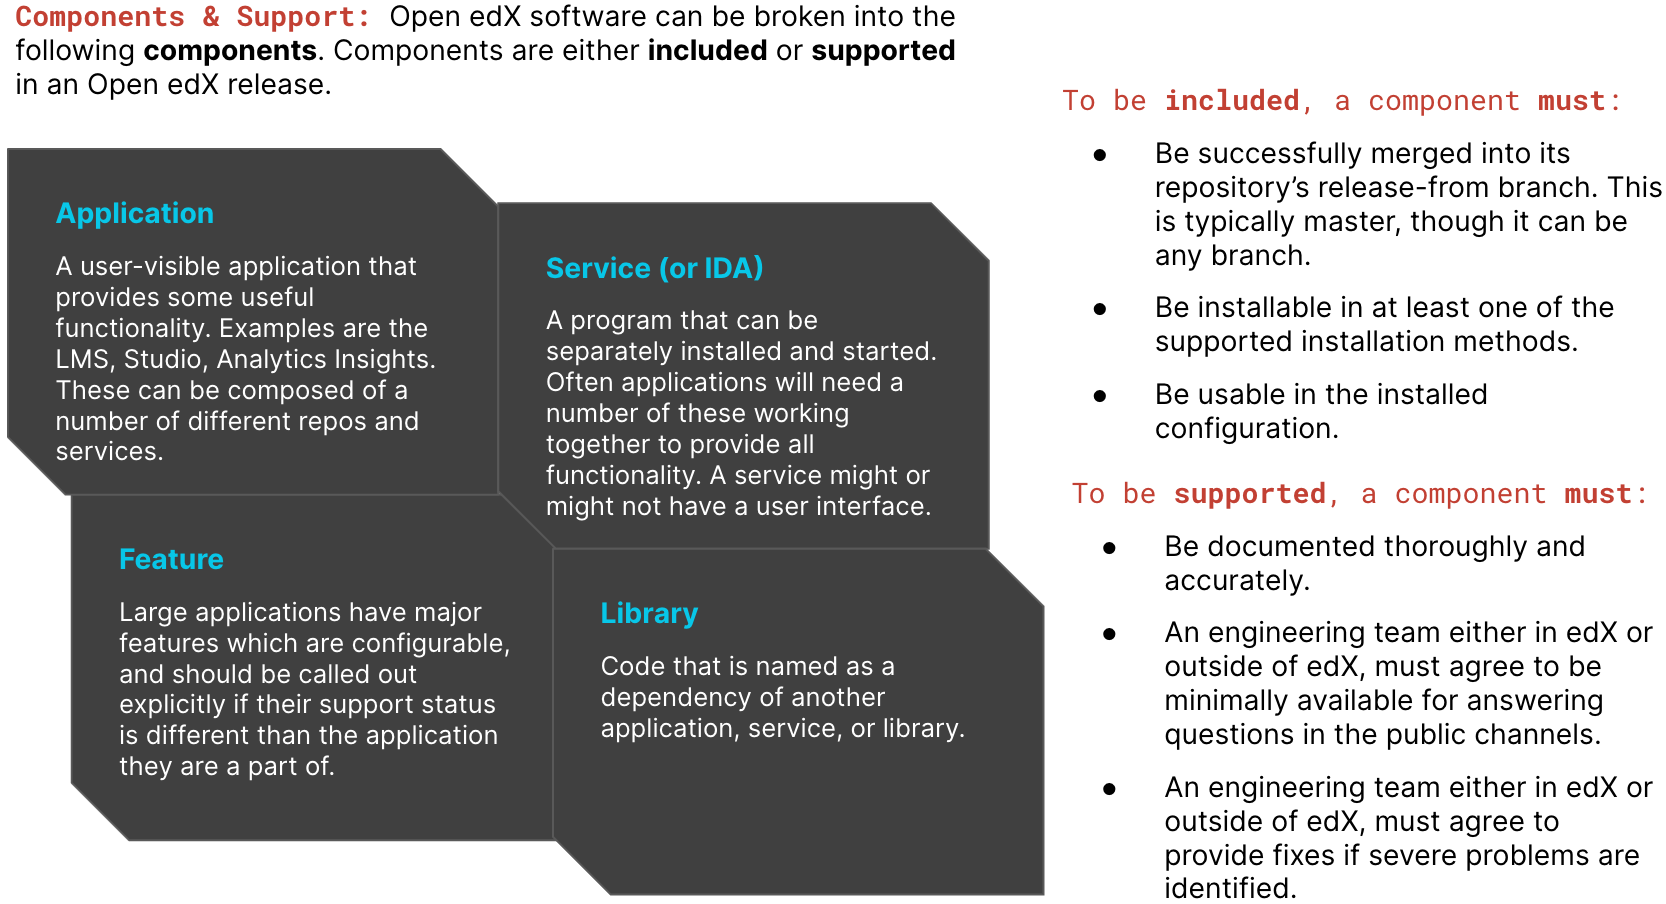 Components & Support: Open edX software can be broken into the
following components. Components are either included or supported
in an Open edX release.
Application
A user-visible application that
provides some useful
functionality. Examples are the
LMS, Studio, Analytics Insights.
These can be composed of a
number of different repos and
services.
Service (or IDA)
A program that can be
separately installed and started.
Often applications will need a
number of these working
together to provide all
functionality. A service might or
might not have a user interface.
Feature
Large applications have major
features which are configurable,
and should be called out
explicitly if their support status
is different than the application
they are a part of.
Library
Code that is named as a
dependency of another
application, service, or library.
To be included, a component must:
● Be successfully merged into its
repository’s release-from branch. This
is typically master, though it can be
any branch.
● Be installable in at least one of the
supported installation methods.
● Be usable in the installed
configuration.
To be supported, a component must:
● Be documented thoroughly and
accurately.
● An engineering team either in edX or
outside of edX, must agree to be
minimally available for answering
questions in the public channels.
● An engineering team either in edX or
outside of edX, must agree to
provide fixes if severe problems are
identified.